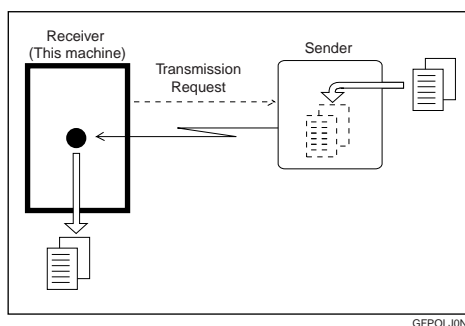 Receiver
(This machine)
Sender
Transmission
Request
GFPOLJ0N